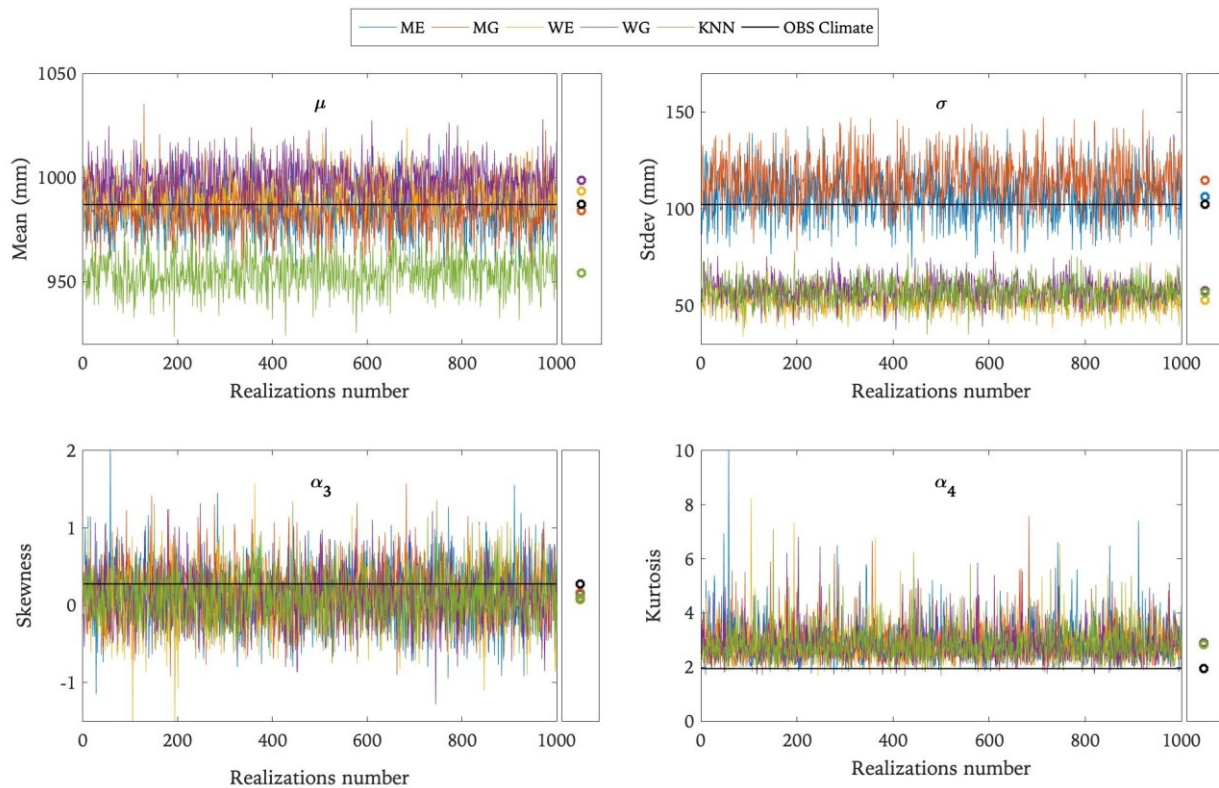 ME MG WE WG KNN OBS Climate
μ
Mean (mm)
1050
1000
950
0 200 400 600 800 1000
Realizations number
σ
Stdev (mm)
150
100
50
0 200 400 600 800 1000
Realizations number
α3
Skewness
2
1
0
-1
0 200 400 600 800 1000
Realizations number
α4
Kurtosis
10
8
6
4
2
0
0 200 400 600 800 1000
Realizations number